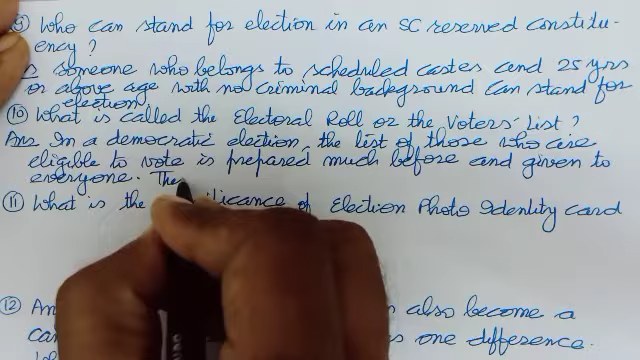 Who can stand for election in an SC reserved constitu-
ency ?
someone who belongs to scheduled castes and 25 yrs
or above age with no criminal background can stand for
election
10 What is called the Electoral Roll or the Voters' List ?
Ans In a democratic election, the list of those who are
eligible to vote is prepared much before and given to
everyone. The
11 What is the of Election Photo Identity card
12 also become a
one difference.